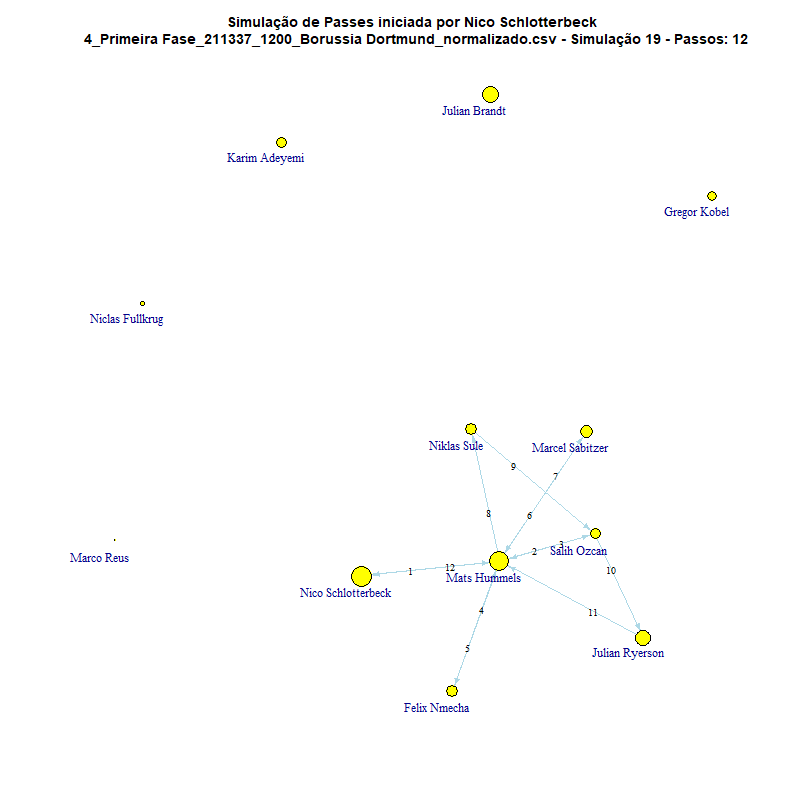 Simulação de Passes iniciada por Nico Schlotterbeck
4_Primeira Fase_211337_1200_Borussia Dortmund_normalizado.csv - Simulação 19 - Passos: 12
Julian Brandt
Karim Adeyemi
Gregor Kobel
Niclas Fullkrug
Niklas Sule
Marcel Sabitzer
9
7
8
6
3
2
Salih Ozcan
Marco Reus
1
12
Mats Hummels
10
Nico Schlotterbeck
4
11
5
Julian Ryerson
Felix Nmecha